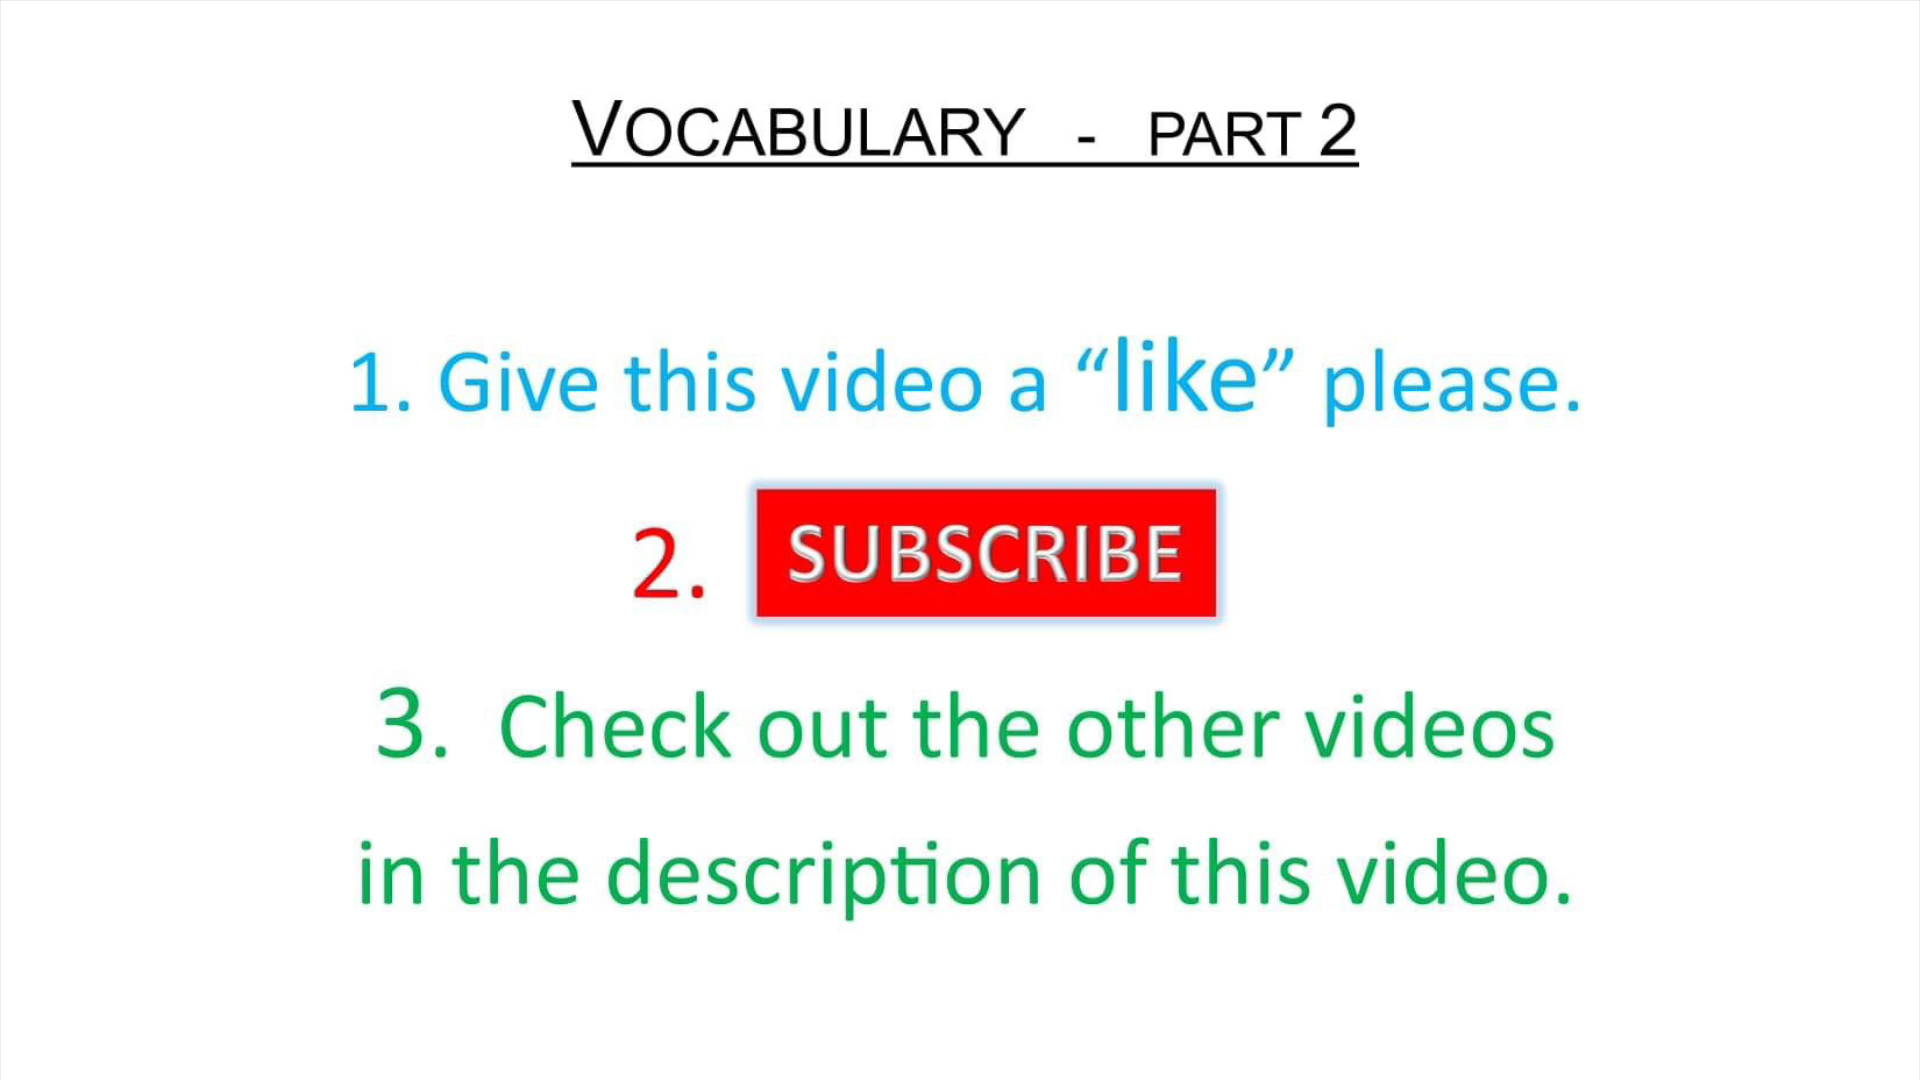 VOCABULARY - PART 2
1. Give this video a “like” please.
2. SUBSCRIBE
3. Check out the other videos
in the description of this video.